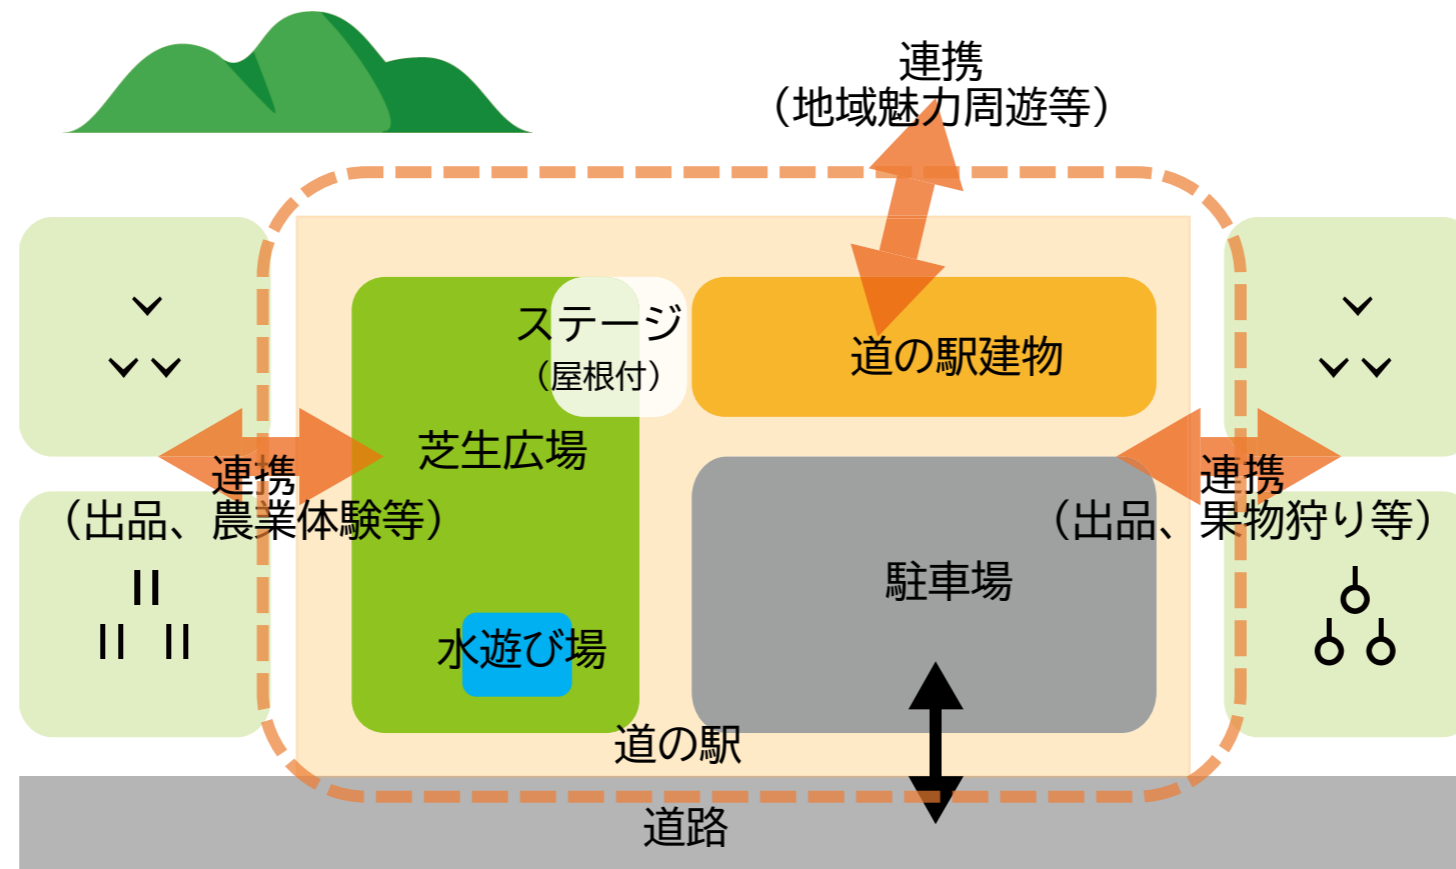 連携
（地域魅力周遊等）
ステージ
（屋根付）
道の駅建物
芝生広場
連携
（出品、農業体験等）
連携
（出品、果物狩り等）
駐車場
水遊び場
道の駅
道路